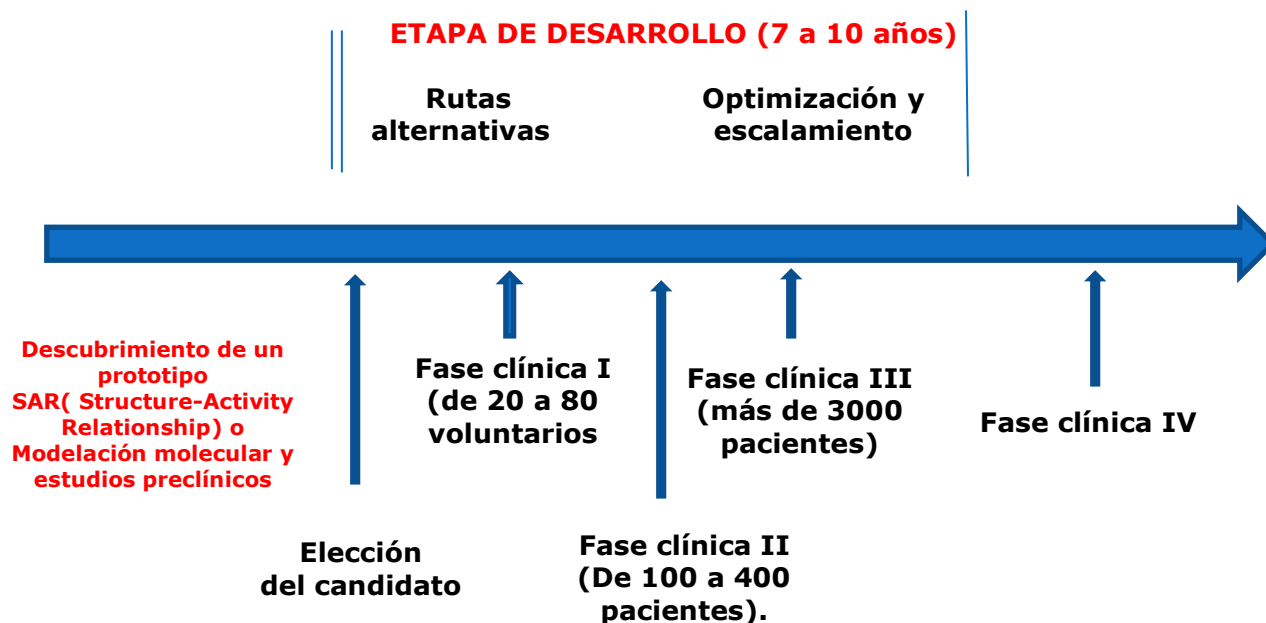 ETAPA DE DESARROLLO (7 a 10 años)
Rutas
alternativas
Optimización y
escalamiento
Descubrimiento de un
prototipo
SAR( Structure-Activity
Relationship) o
Modelación molecular y
estudios preclínicos
Elección
del candidato
Fase clínica I
(de 20 a 80
voluntarios
Fase clínica II
(De 100 a 400
pacientes).
Fase clínica III
(más de 3000
pacientes)
Fase clínica IV